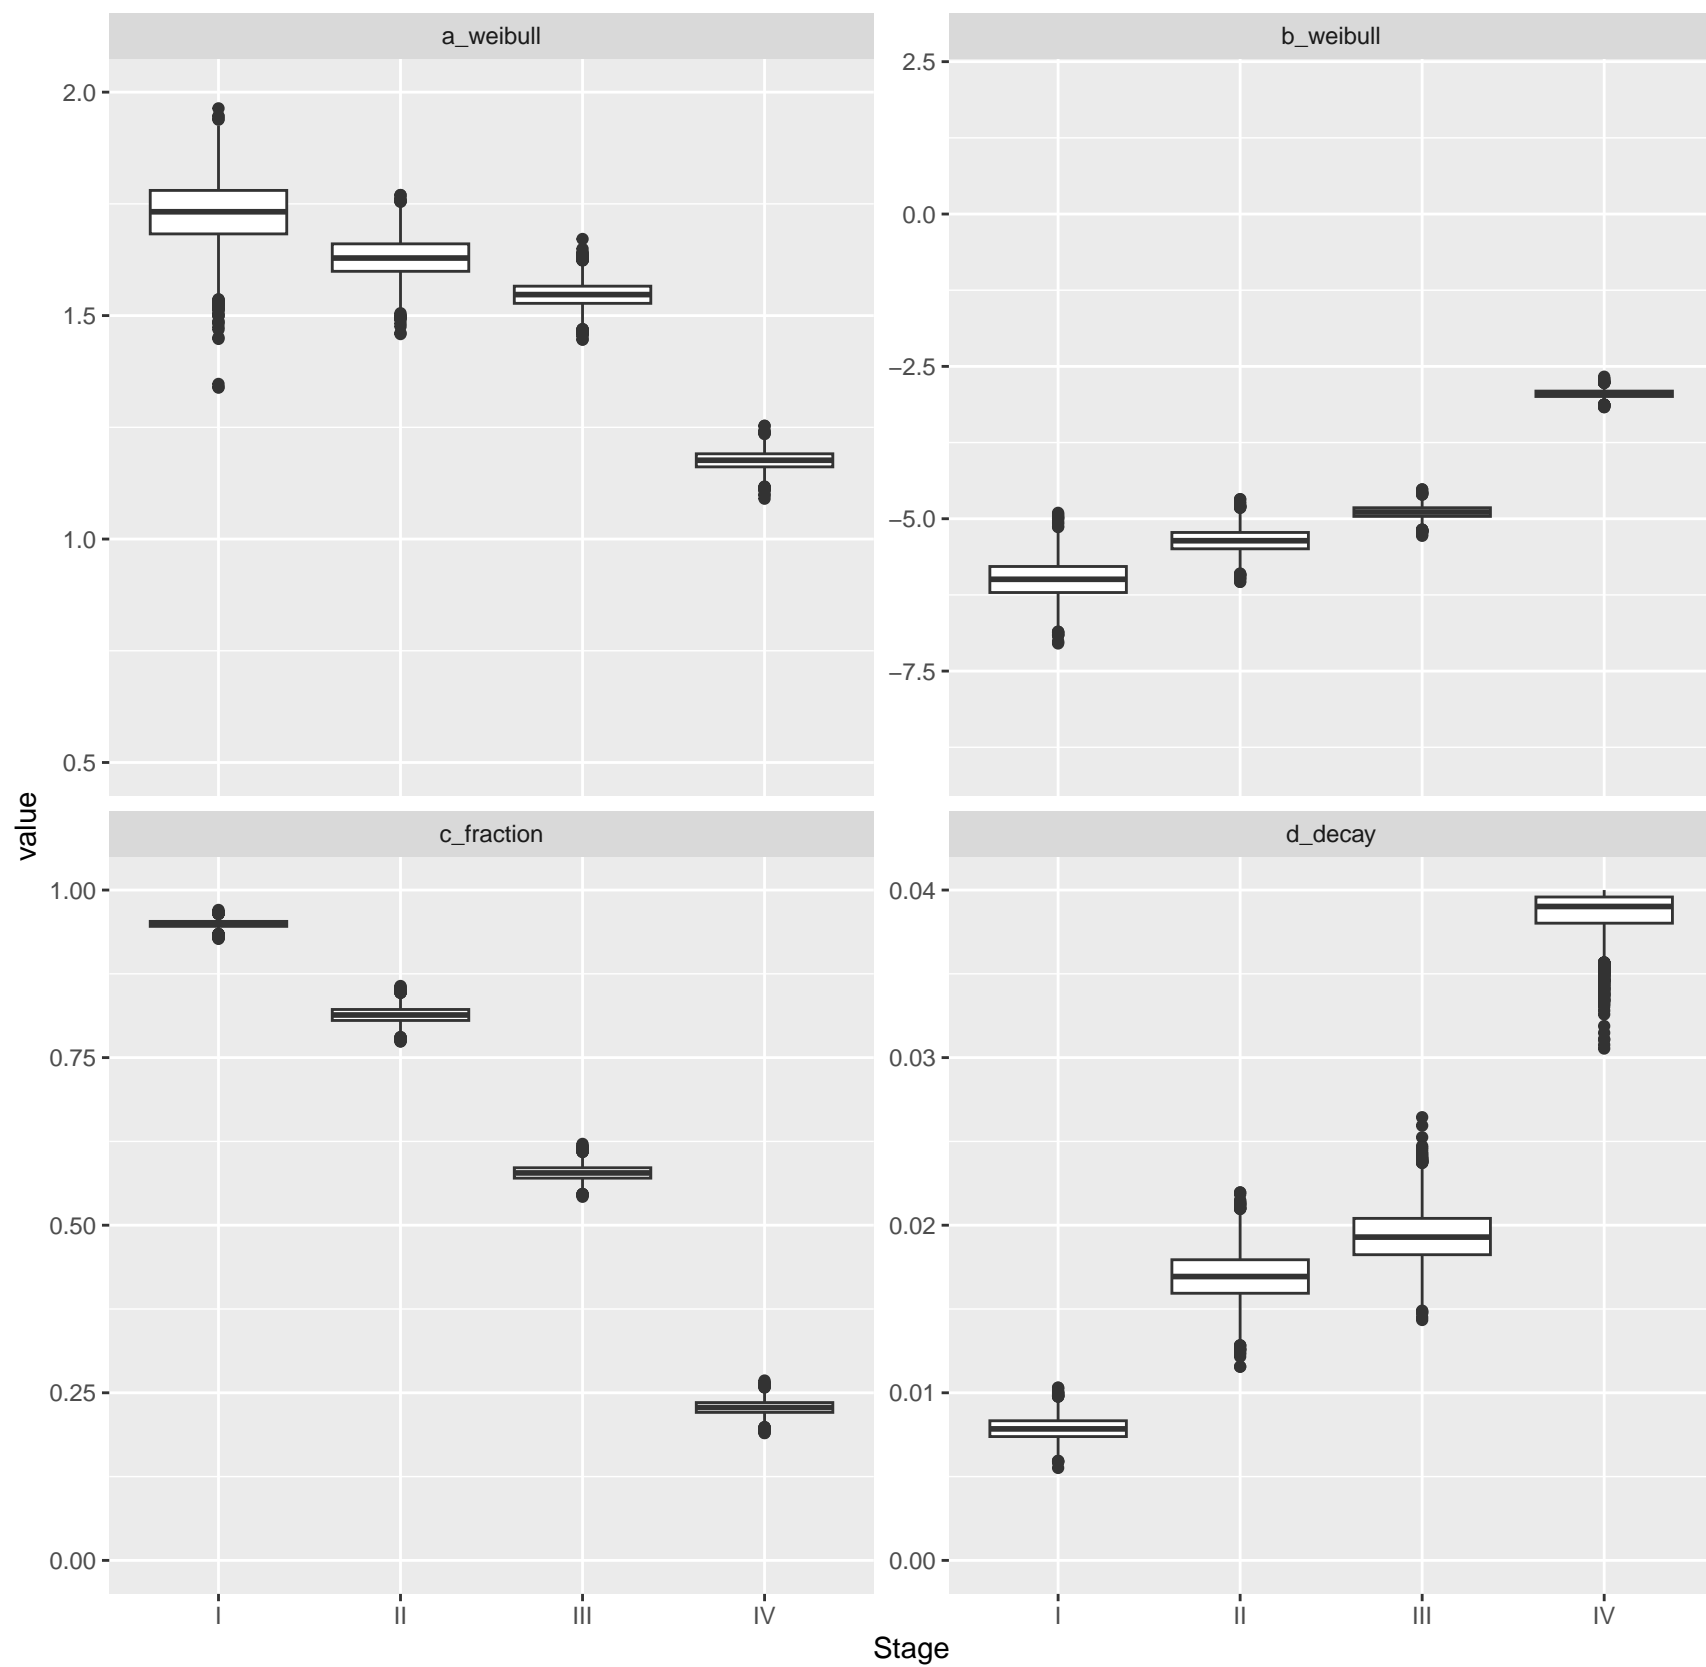 a_weibull
b_weibull
2.0
1.5
1.0
0.5
2.5
0.0
−2.5
−5.0
−7.5
value
c_fraction
d_decay
1.00
0.75
0.50
0.25
0.00
0.04
0.03
0.02
0.01
0.00
I II III IV
I II III IV
Stage